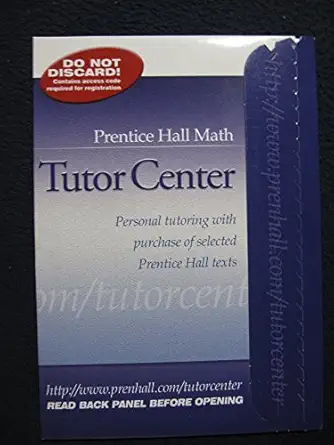 DO NOT
DISCARD!
Contains access code
required for registration
Prentice Hall Math
Tutor Center
Personal tutoring with
purchase of selected
Prentice Hall texts
om/tutorcent
http://www.prenhall.com/tutorcenter
READ BACK PANEL BEFORE OPENING
http://www.prenhall.com/tutorcenter